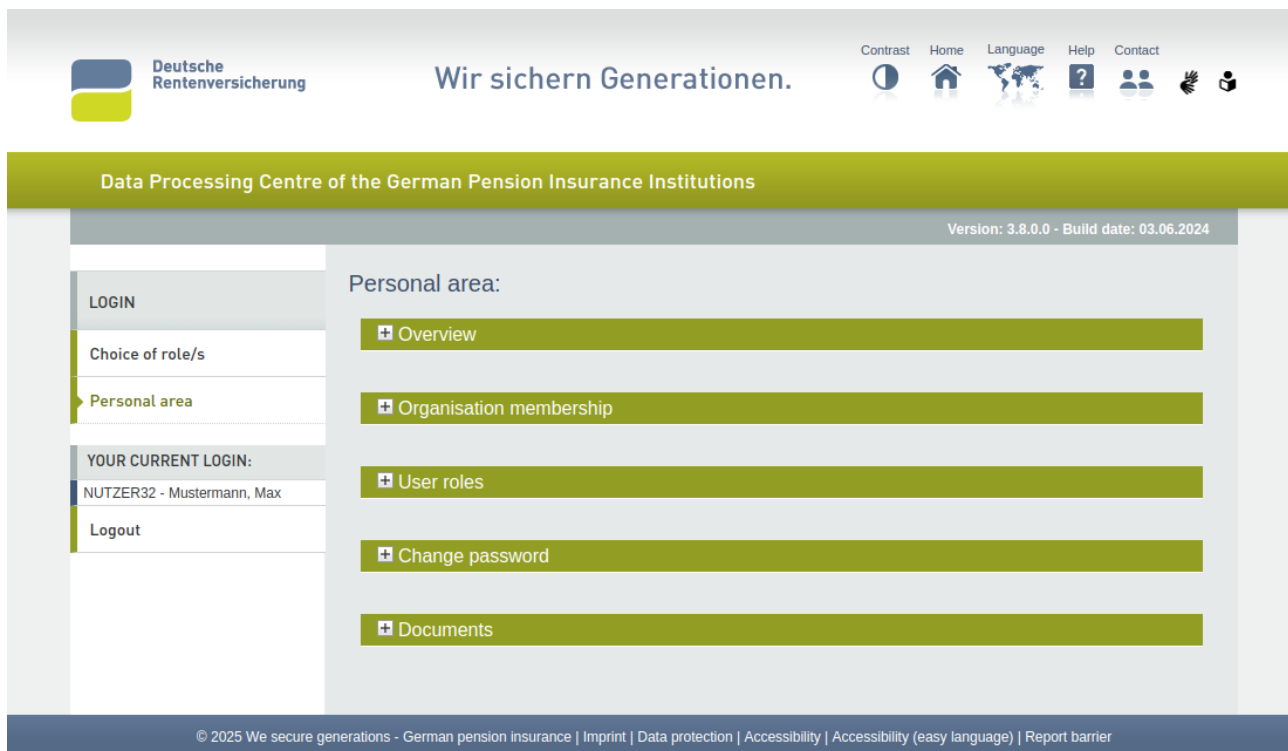 Deutsche
Rentenversicherung
Wir sichern Generationen.
Contrast Home Language Help Contact
Data Processing Centre of the German Pension Insurance Institutions
Version: 3.8.0.0 - Build date: 03.06.2024
LOGIN
Choice of role/s
Personal area
YOUR CURRENT LOGIN:
NUTZER32 - Mustermann, Max
Logout
Personal area:
Overview
Organisation membership
User roles
Change password
Documents
© 2025 We secure generations - German pension insurance | Imprint | Data protection | Accessibility | Accessibility (easy language) | Report barrier